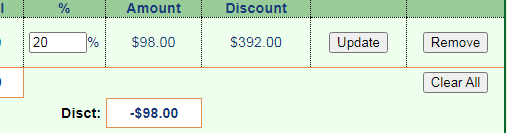 % Amount Discount
20 % $98.00 $392.00 Update Remove
Clear All
Disct: -$98.00